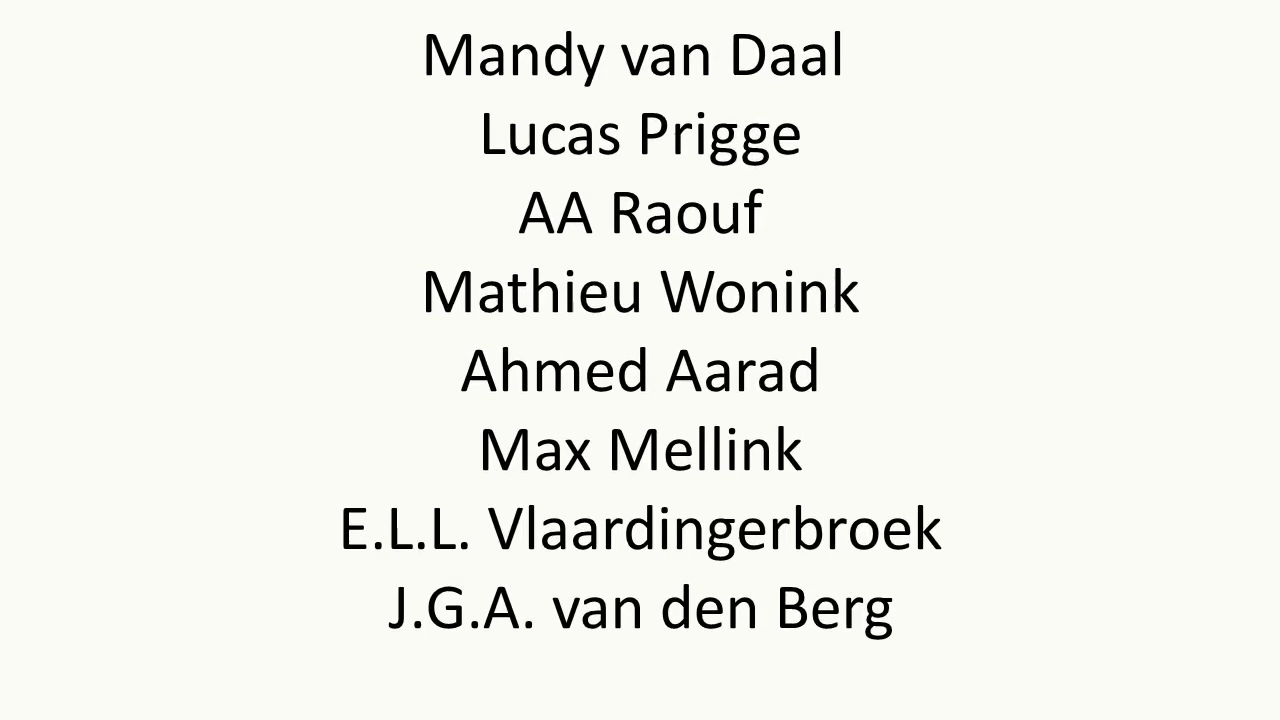 Mandy van Daal
Lucas Prigge
AA Raouf
Mathieu Wonink
Ahmed Aarad
Max Mellink
E.L.L. Vlaardingerbroek
J.G.A. van den Berg